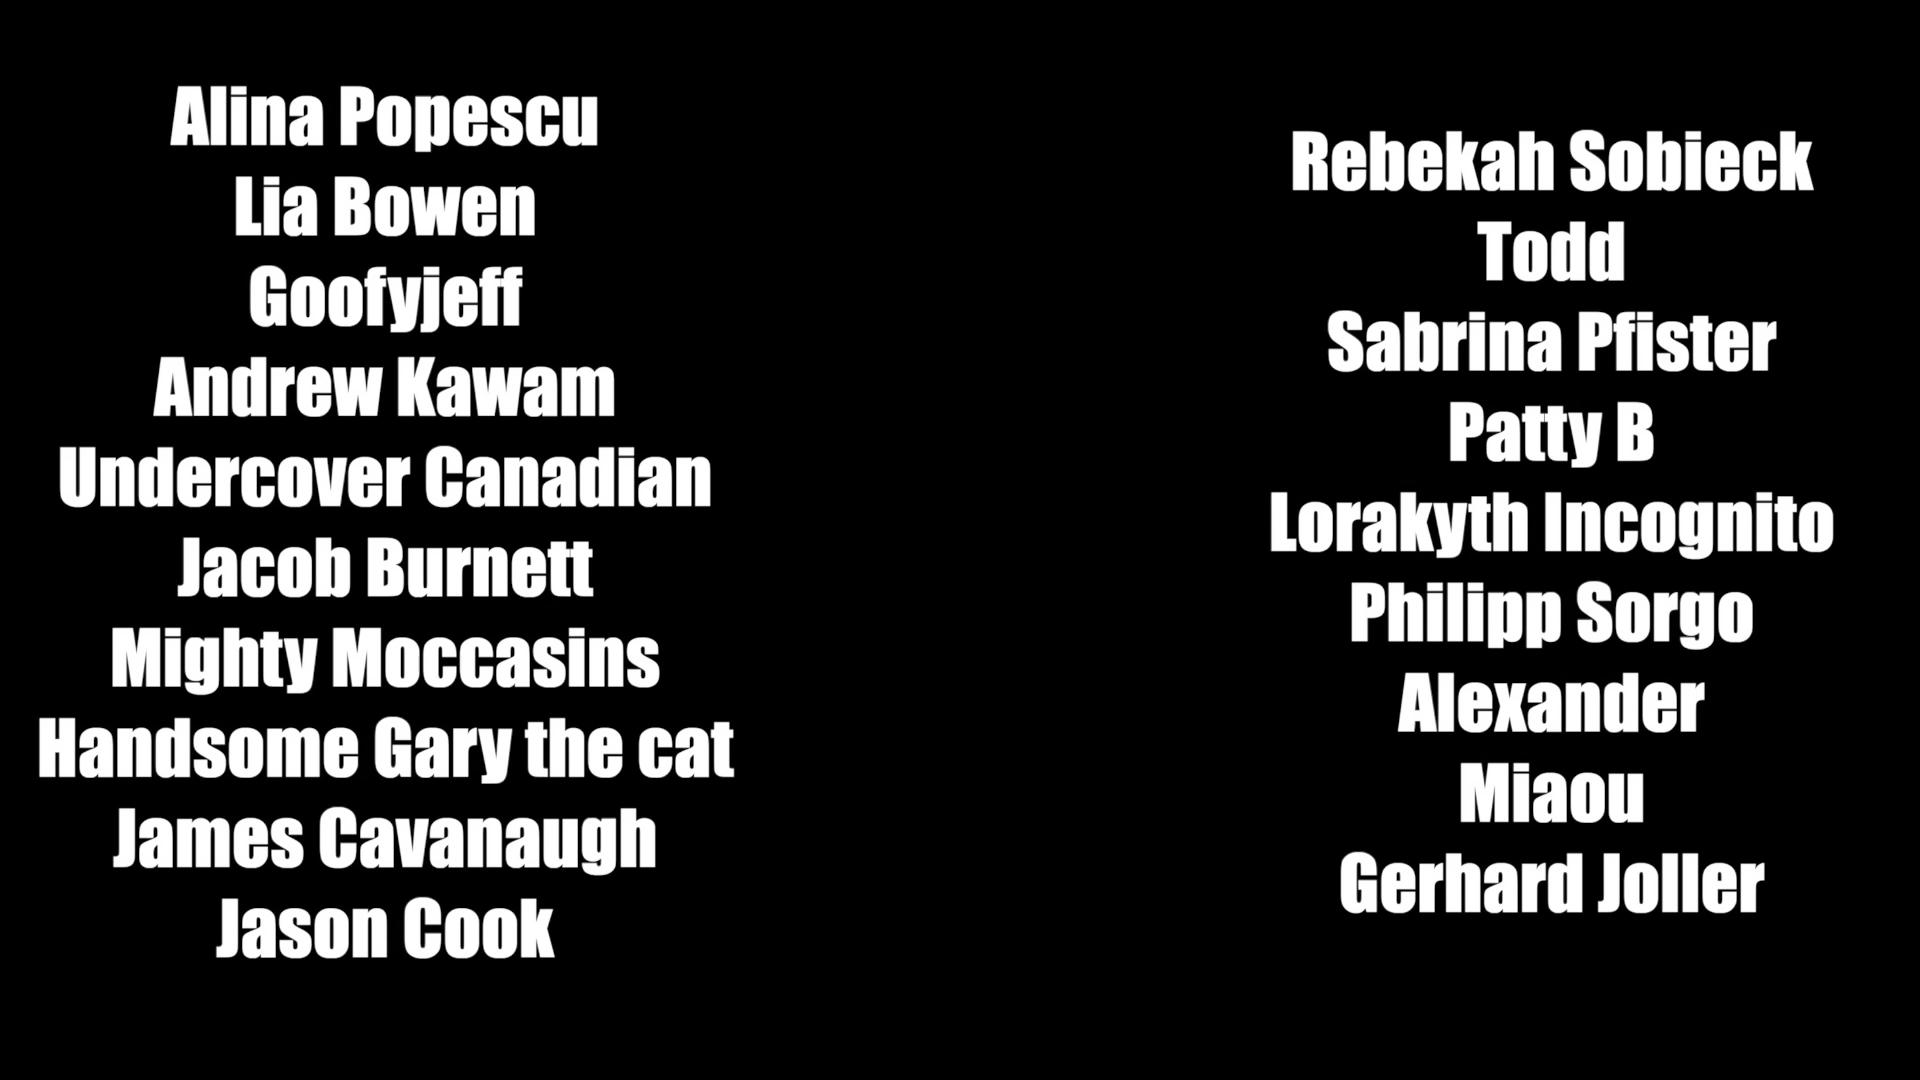 Alina Popescu
Lia Bowen
Goofyjeff
Andrew Kawam
Undercover Canadian
Jacob Burnett
Mighty Moccasins
Handsome Gary the cat
James Cavanaugh
Jason Cook
Rebekah Sobieck
Todd
Sabrina Pfister
Patty B
Lorakyth Incognito
Philipp Sorgo
Alexander
Miaou
Gerhard Joller